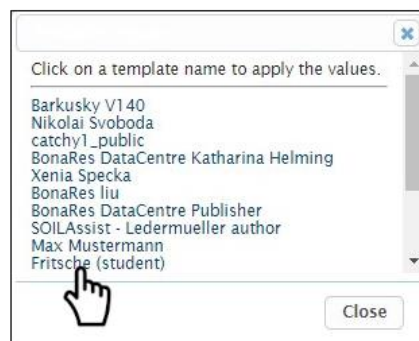 Click on a template name to apply the values.
Barkusky V140
Nikolai Svoboda
catchy1_public
BonaRes DataCentre Katharina Helming
Xenia Specka
BonaRes liu
BonaRes DataCentre Publisher
SOILAssist - Ledermueller author
Max Mustermann
Fritsche (student)
Close